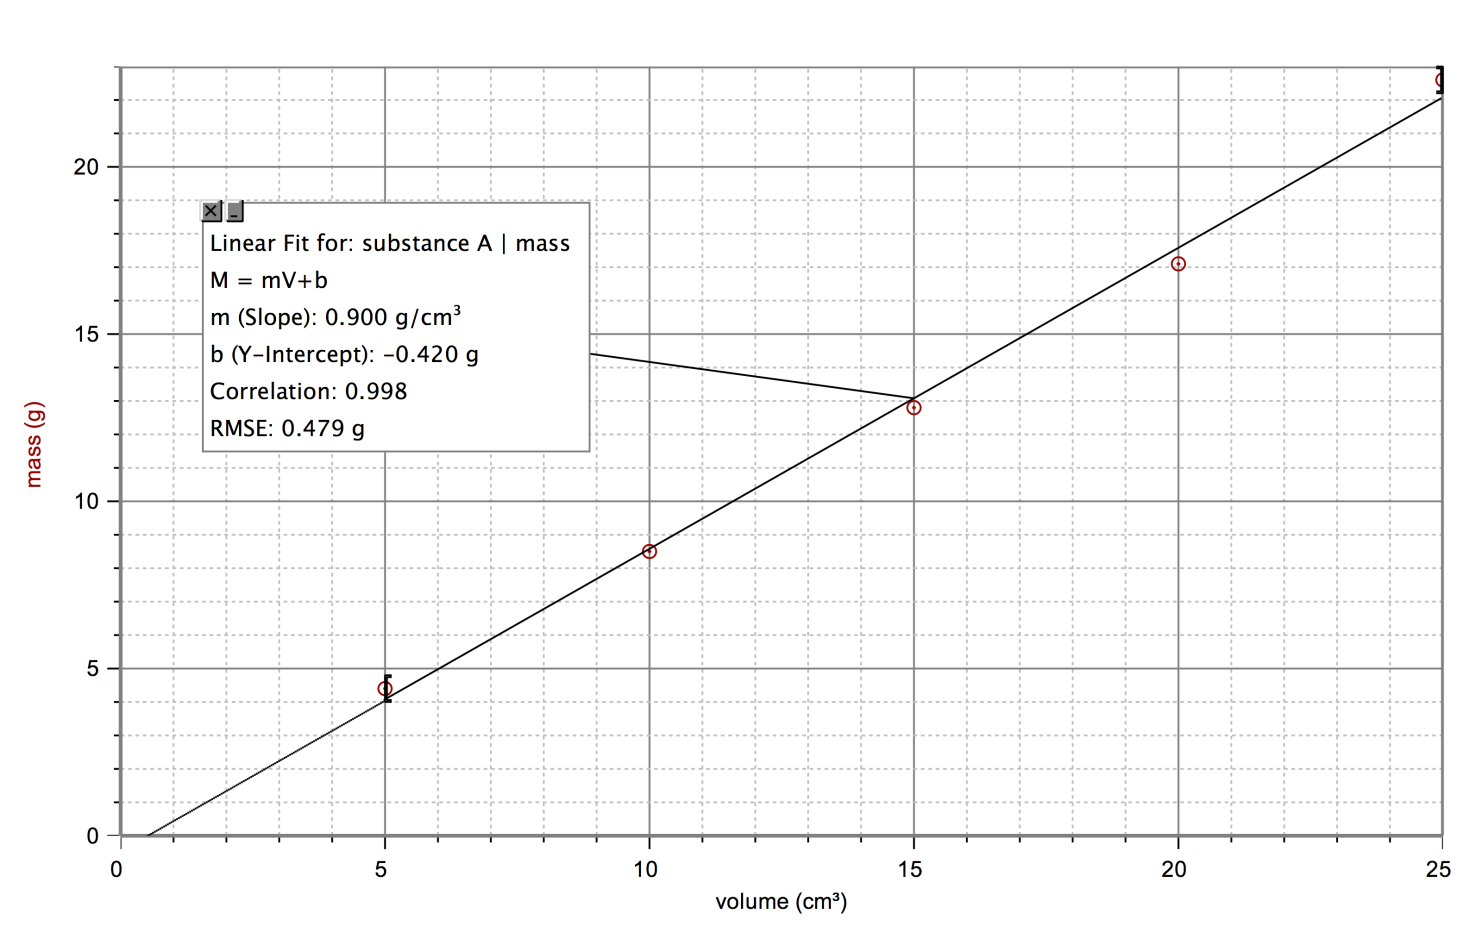 20
Linear Fit for: substance A | mass
M = mV+b
m (Slope): 0.900 g/cm³
b (Y-Intercept): -0.420 g
Correlation: 0.998
RMSE: 0.479 g
15
10
5
0
mass (g)
0 5 10 15 20 25
volume (cm³)